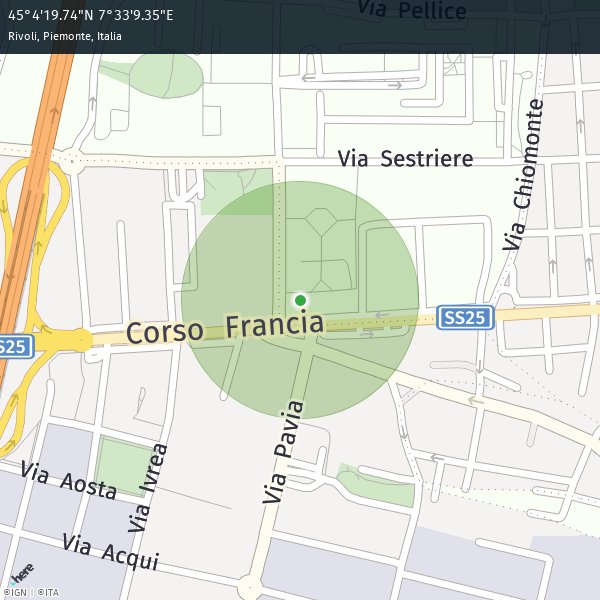 45°4'19.74"N 7°33'9.35"E
Rivoli, Piemonte, Italia
Via Pellice
Via Sestriere
Via Chiomonte
SS25
Corso Francia
S25
Via Pavia
Via Ivrea
Via Aosta
Via Acqui
here
©IGN | ©ITA